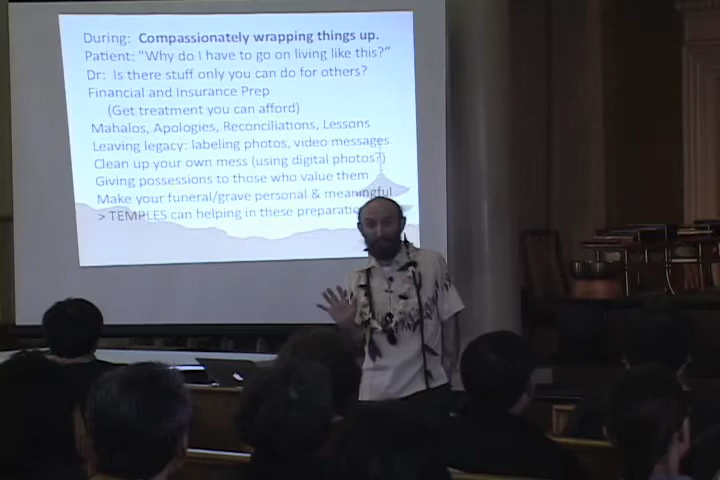 During: Compassionately wrapping things up.
Patient: "Why do I have to go on living like this?"
Dr: Is there stuff only you can do for others?
Financial and Insurance Prep
(Get treatment you can afford)
Mahalos, Apologies, Reconciliations, Lessons
Leaving legacy: labeling photos, video messages
Clean up your own mess (using digital photos?)
Giving possessions to those who value them
Make your funeral/grave personal & meaningful
> TEMPLES can helping in these